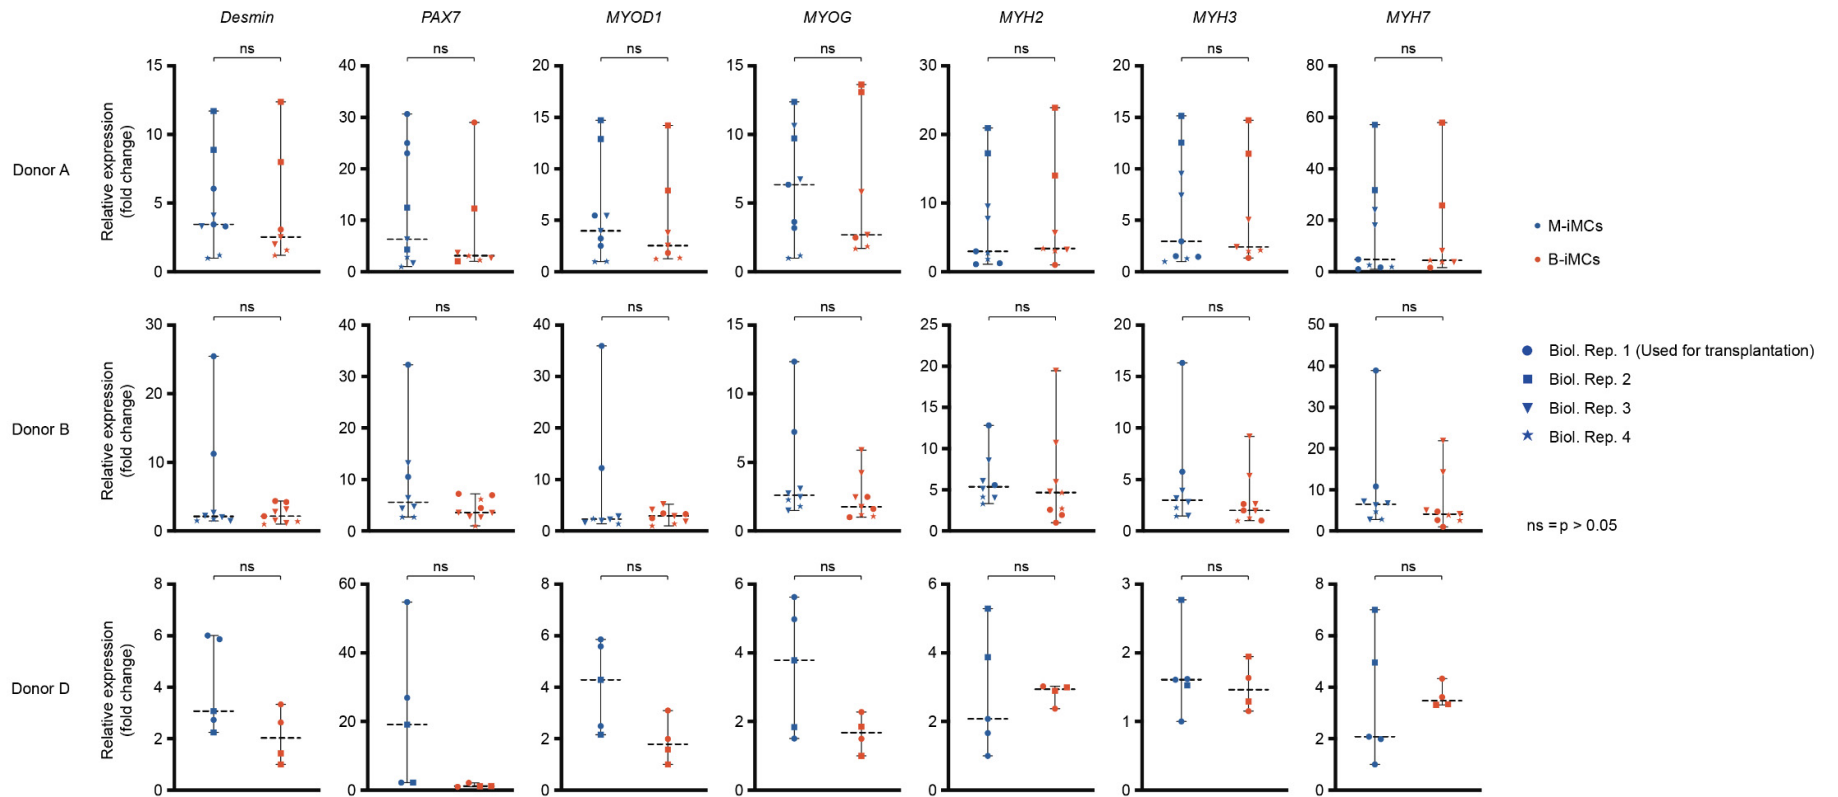 Desmin PAX7 MYOD1 MYOG MYH2 MYH3 MYH7
ns ns ns ns ns ns ns
Donor A
Relative expression
(fold change)
15 10 5 0
40 30 20 10 0
20 15 10 5 0
15 10 5 0
30 20 10 0
20 15 10 5 0
80 60 40 20 0
M-iMCs
B-iMCs
ns ns ns ns ns ns ns
Donor B
Relative expression
(fold change)
30 20 10 0
40 30 20 10 0
40 30 20 10 0
15 10 5 0
25 20 15 10 5 0
20 15 10 5 0
50 40 30 20 10 0
Biol. Rep. 1 (Used for transplantation)
Biol. Rep. 2
Biol. Rep. 3
Biol. Rep. 4
ns = p > 0.05
ns ns ns ns ns ns ns
Donor D
Relative expression
(fold change)
8 6 4 2 0
60 40 20 0
8 6 4 2 0
6 4 2 0
6 4 2 0
3 2 1 0
8 6 4 2 0